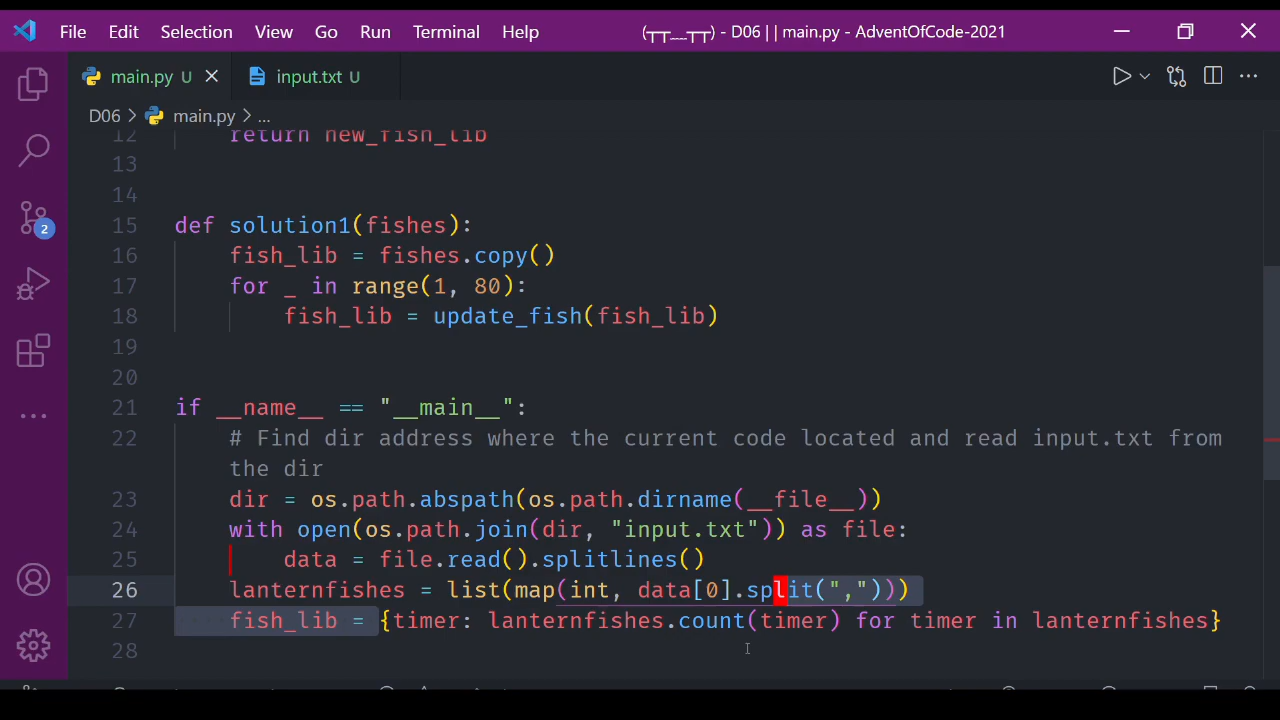 File Edit Selection View Go Run Terminal Help (┬┬﹏┬┬) - D06 | | main.py - AdventOfCode-2021
main.py U input.txt U
D06 > main.py > ...
12 return new_fish_lib
13
14
15 def solution1(fishes):
16 fish_lib = fishes.copy()
17 for _ in range(1, 80):
18 fish_lib = update_fish(fish_lib)
19
20
21 if __name__ == "__main__":
22 # Find dir address where the current code located and read input.txt from
the dir
23 dir = os.path.abspath(os.path.dirname(__file__))
24 with open(os.path.join(dir, "input.txt")) as file:
25 data = file.read().splitlines()
26 lanternfishes = list(map(int, data[0].split(",")))
27 fish_lib = {timer: lanternfishes.count(timer) for timer in lanternfishes}
28
2